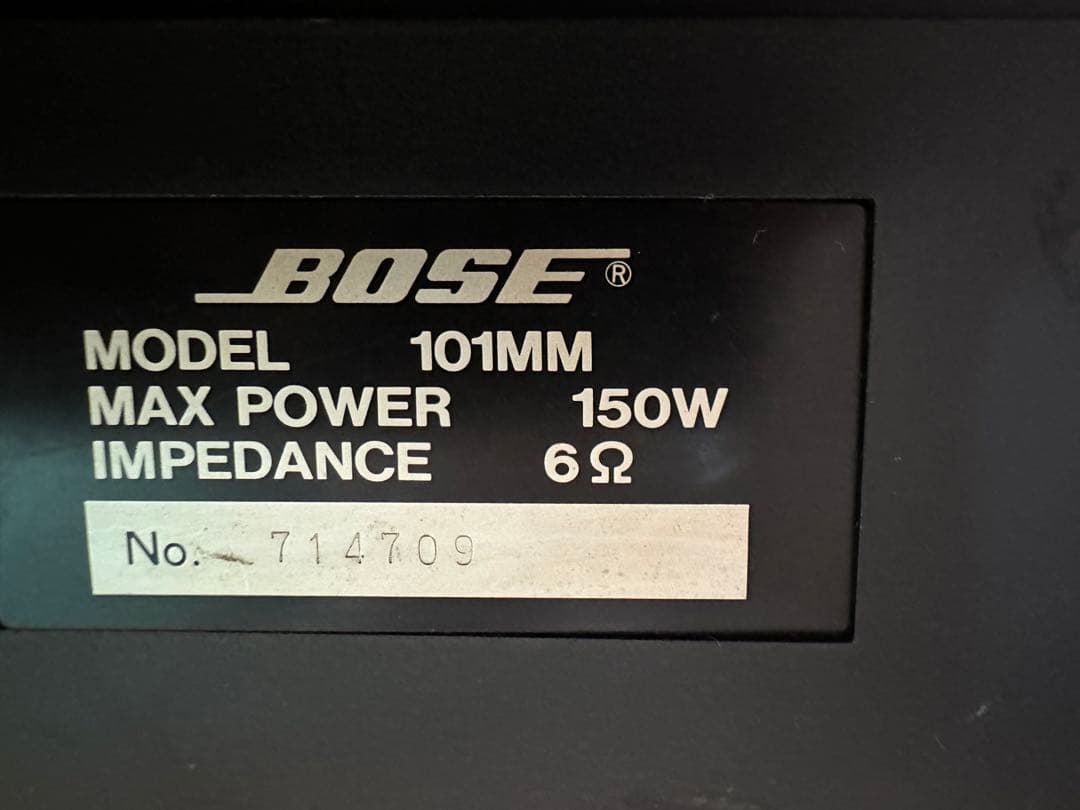 BOSE®
MODEL 101MM
MAX POWER 150W
IMPEDANCE 6Ω
No. 714709